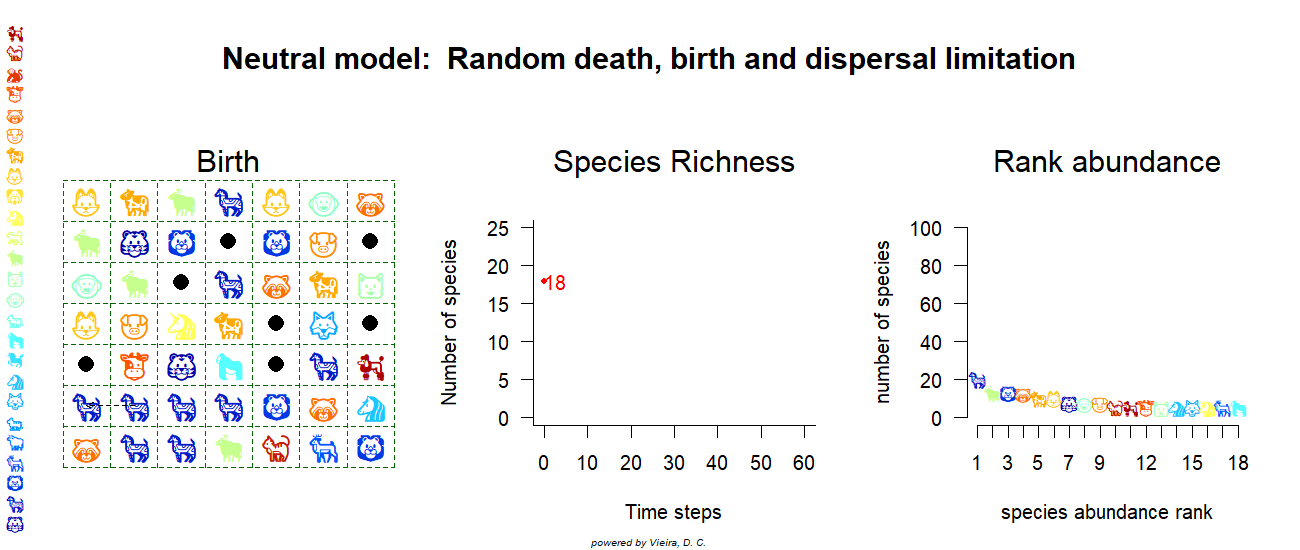 Neutral model:  Random death, birth and dispersal limitation
Birth
Species Richness
Number of species
25
20
15
10
5
0
18
0 10 20 30 40 50 60
Time steps
Rank abundance
number of species
100
80
60
40
20
0
1 3 5 7 9 12 15 18
species abundance rank
powered by Vieira, D. C.